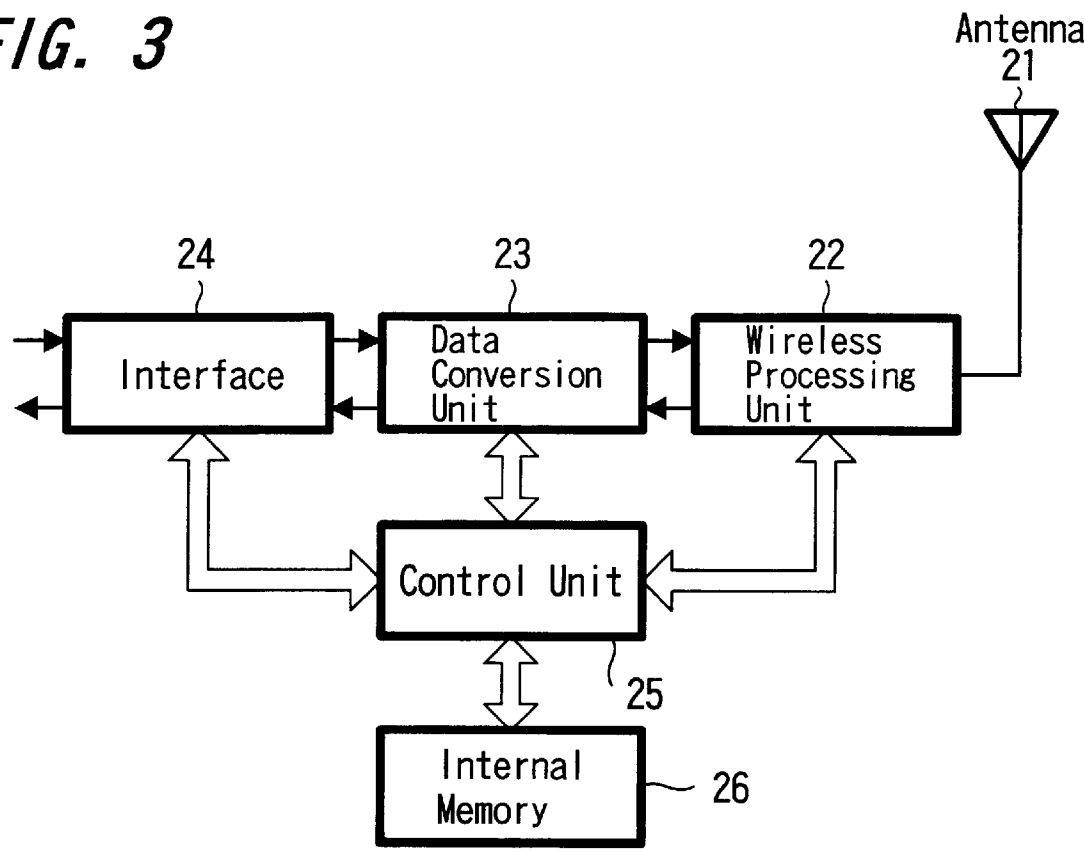 FIG. 3
Antenna
21
24
23
22
Interface
Data
Conversion
Unit
Wireless
Processing
Unit
Control Unit
25
Internal
Memory
26